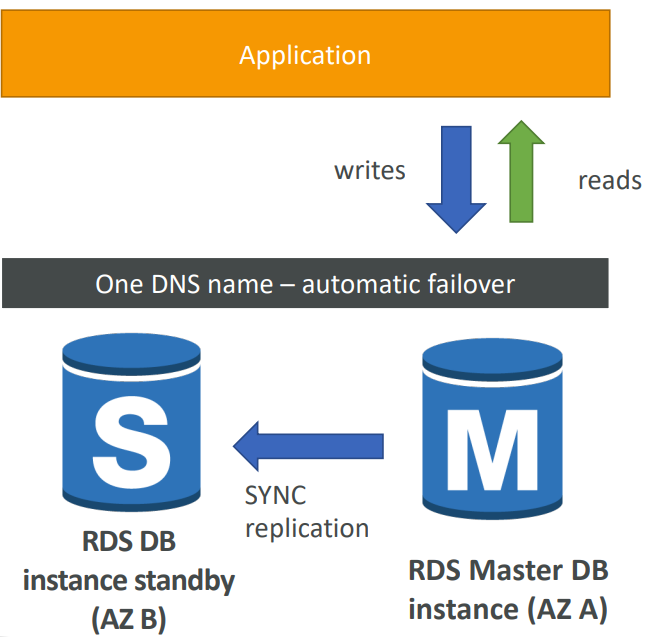 Application
writes
reads
One DNS name – automatic failover
S
M
SYNC
replication
RDS DB
instance standby
(AZ B)
RDS Master DB
instance (AZ A)